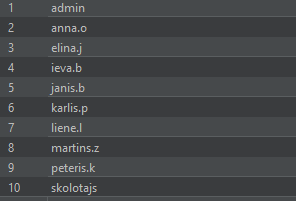 1 admin
2 anna.o
3 elina.j
4 ieva.b
5 janis.b
6 karlis.p
7 liene.l
8 martins.z
9 peteris.k
10 skolotajs